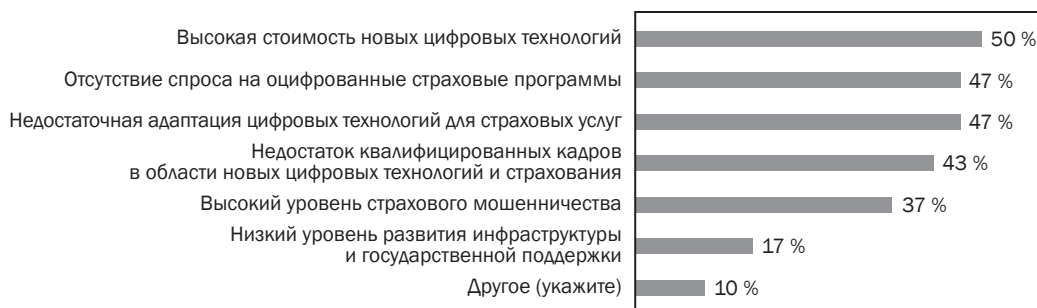 Высокая стоимость новых цифровых технологий 50 %
Отсутствие спроса на оцифрованные страховые программы 47 %
Недостаточная адаптация цифровых технологий для страховых услуг 47 %
Недостаток квалифицированных кадров
в области новых цифровых технологий и страхования 43 %
Высокий уровень страхового мошенничества 37 %
Низкий уровень развития инфраструктуры
и государственной поддержки 17 %
Другое (укажите) 10 %